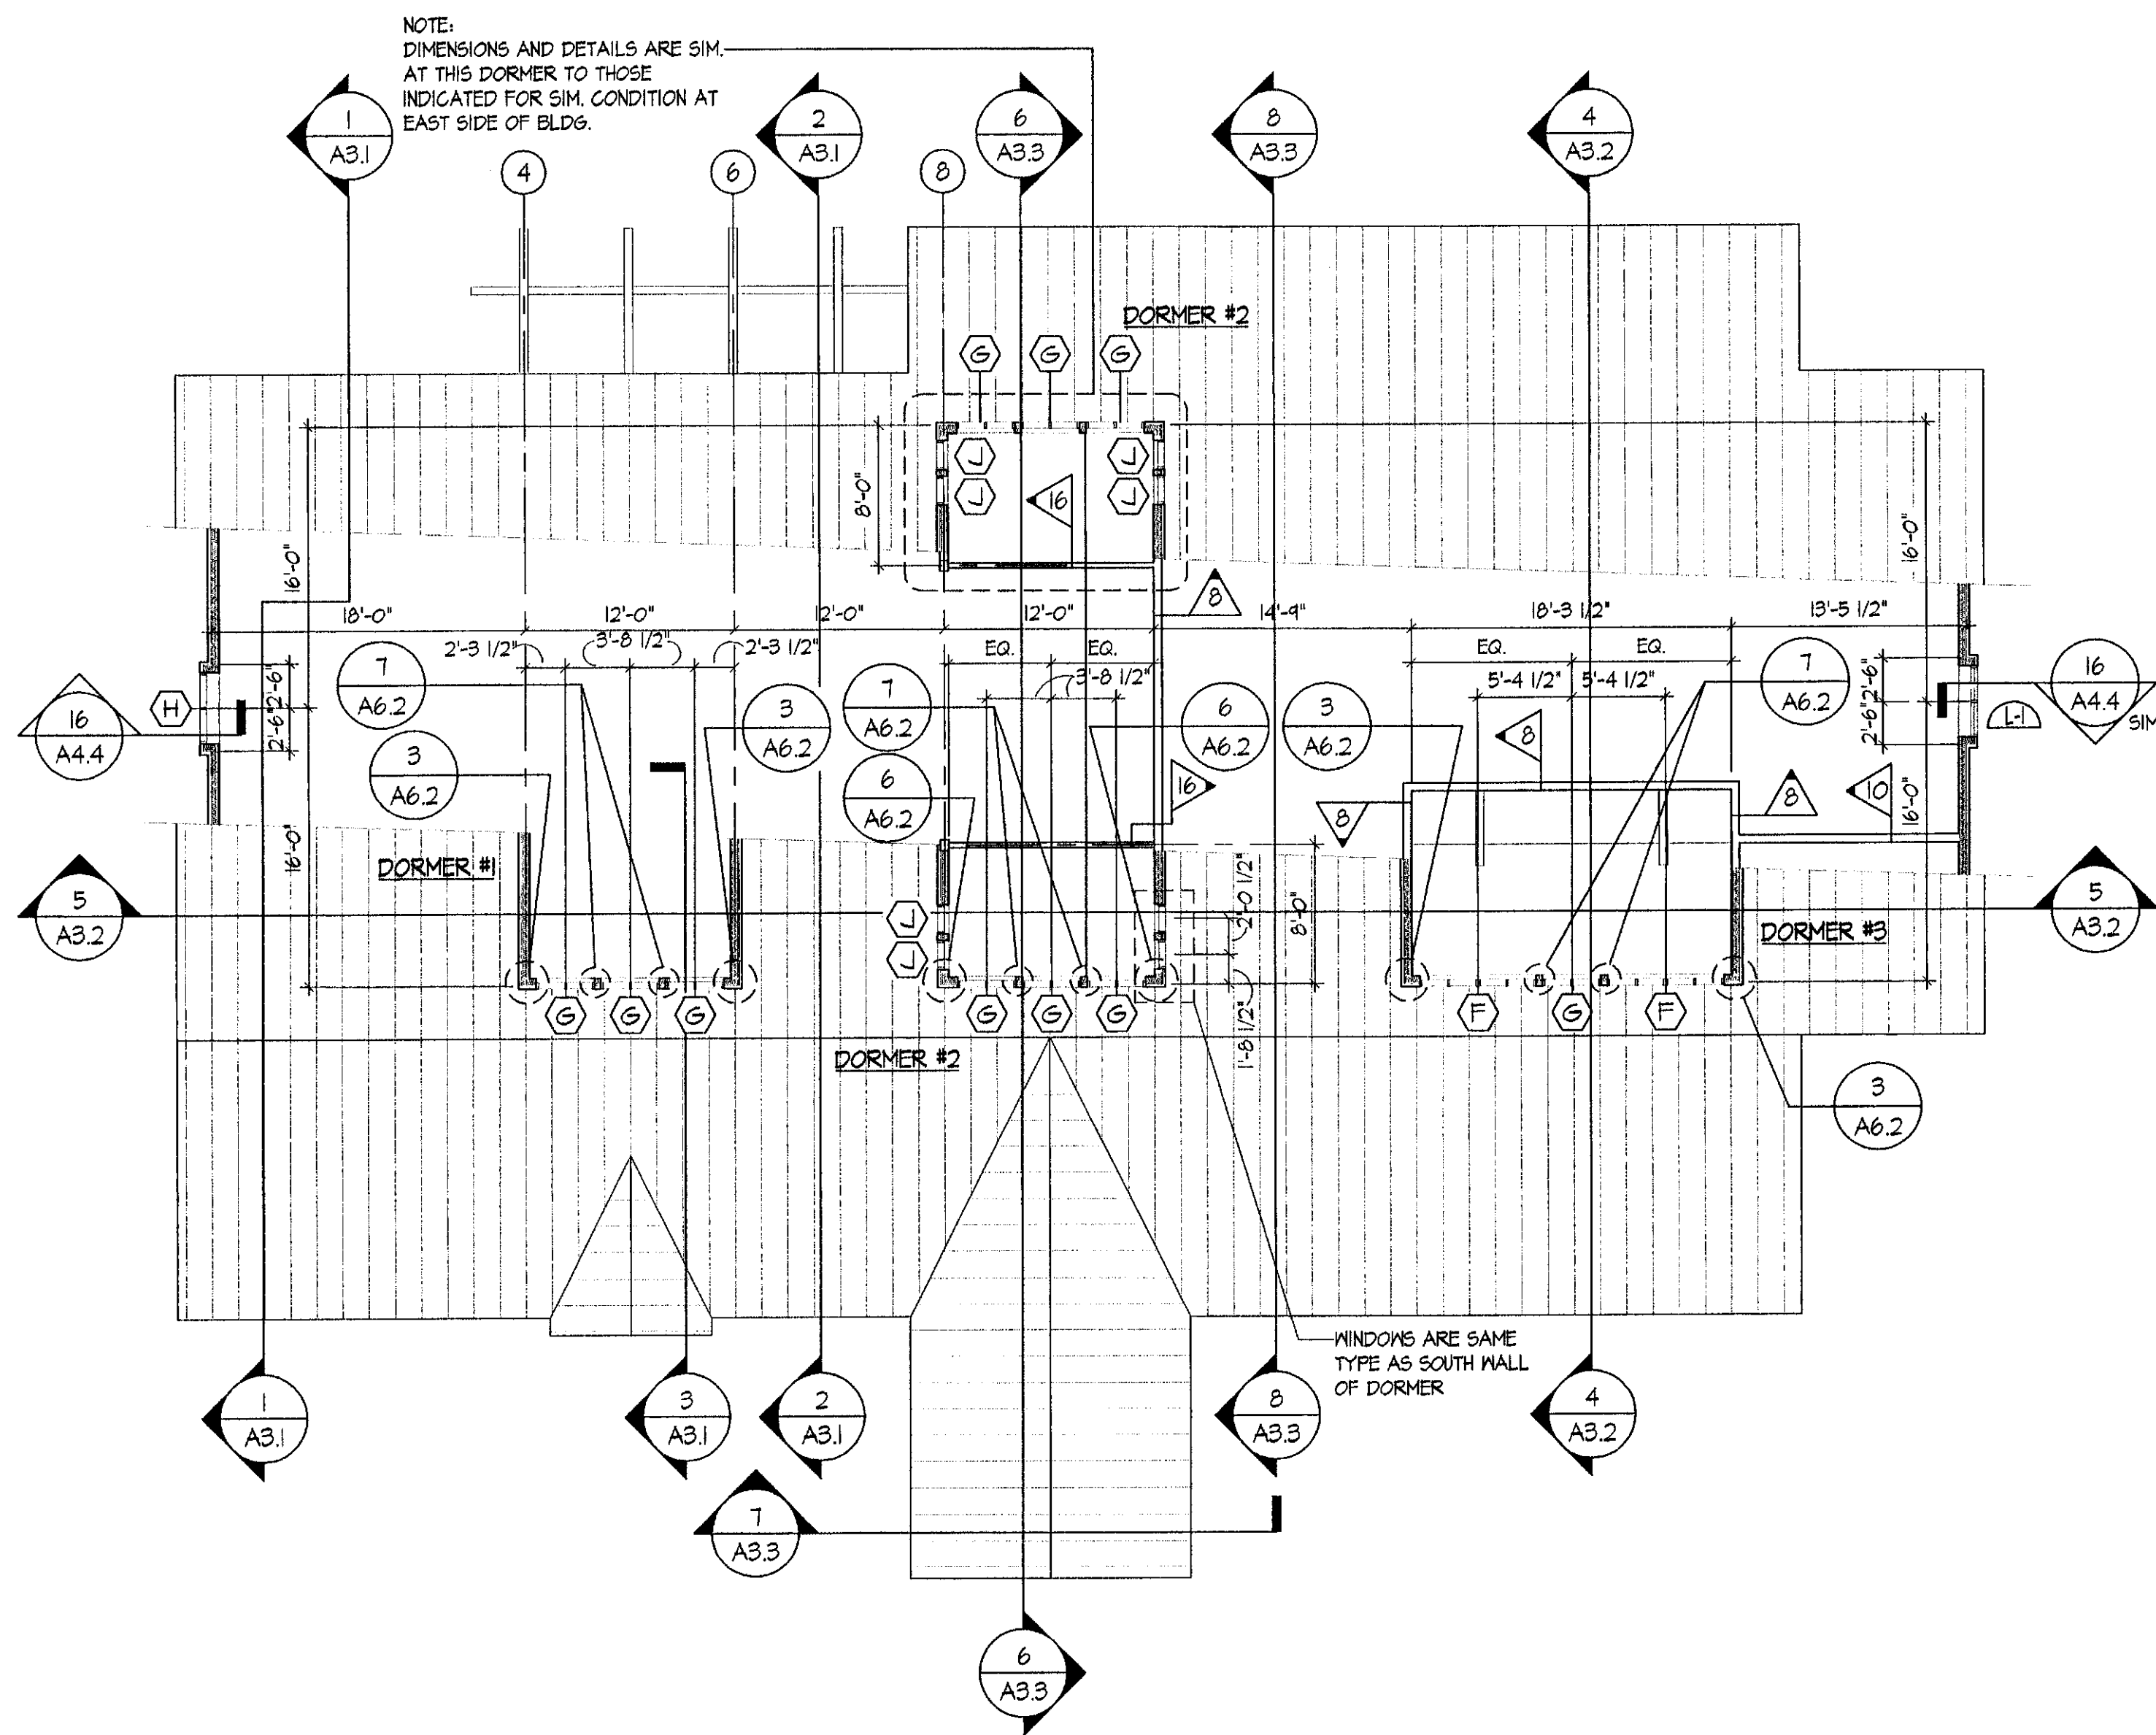 NOTE:
DIMENSIONS AND DETAILS ARE SIM.
AT THIS DORMER TO THOSE
INDICATED FOR SIM. CONDITION AT
EAST SIDE OF BLDG.
1
A3.1
2
A3.1
6
A3.3
8
A3.3
4
A3.2
4
6
8
DORMER #2
G
G
G
J
J
J
J
16
8'-0"
16'-0"
16'-0"
8
18'-0"
12'-0"
12'-0"
12'-0"
14'-9"
18'-3 1/2"
13'-5 1/2"
2'-3 1/2"
3'-8 1/2"
2'-3 1/2"
EQ.
EQ.
3'-8 1/2"
EQ.
EQ.
5'-4 1/2"
5'-4 1/2"
7
A6.2
7
A6.2
7
A6.2
16
A4.4
H
2'-6"
2'-6"
3
A6.2
3
A6.2
6
A6.2
6
A6.2
3
A6.2
2'-6"
2'-6"
L-1
16
A4.4
SIM
8
16
8
8
10
16'-0"
16'-0"
DORMER #1
5
A3.2
J
J
2'-0 1/2"
8'-0"
1'-8 1/2"
DORMER #3
5
A3.2
G
G
G
G
G
G
F
G
F
DORMER #2
3
A6.2
WINDOWS ARE SAME
TYPE AS SOUTH WALL
OF DORMER
1
A3.1
3
A3.1
2
A3.1
8
A3.3
4
A3.2
7
A3.3
6
A3.3